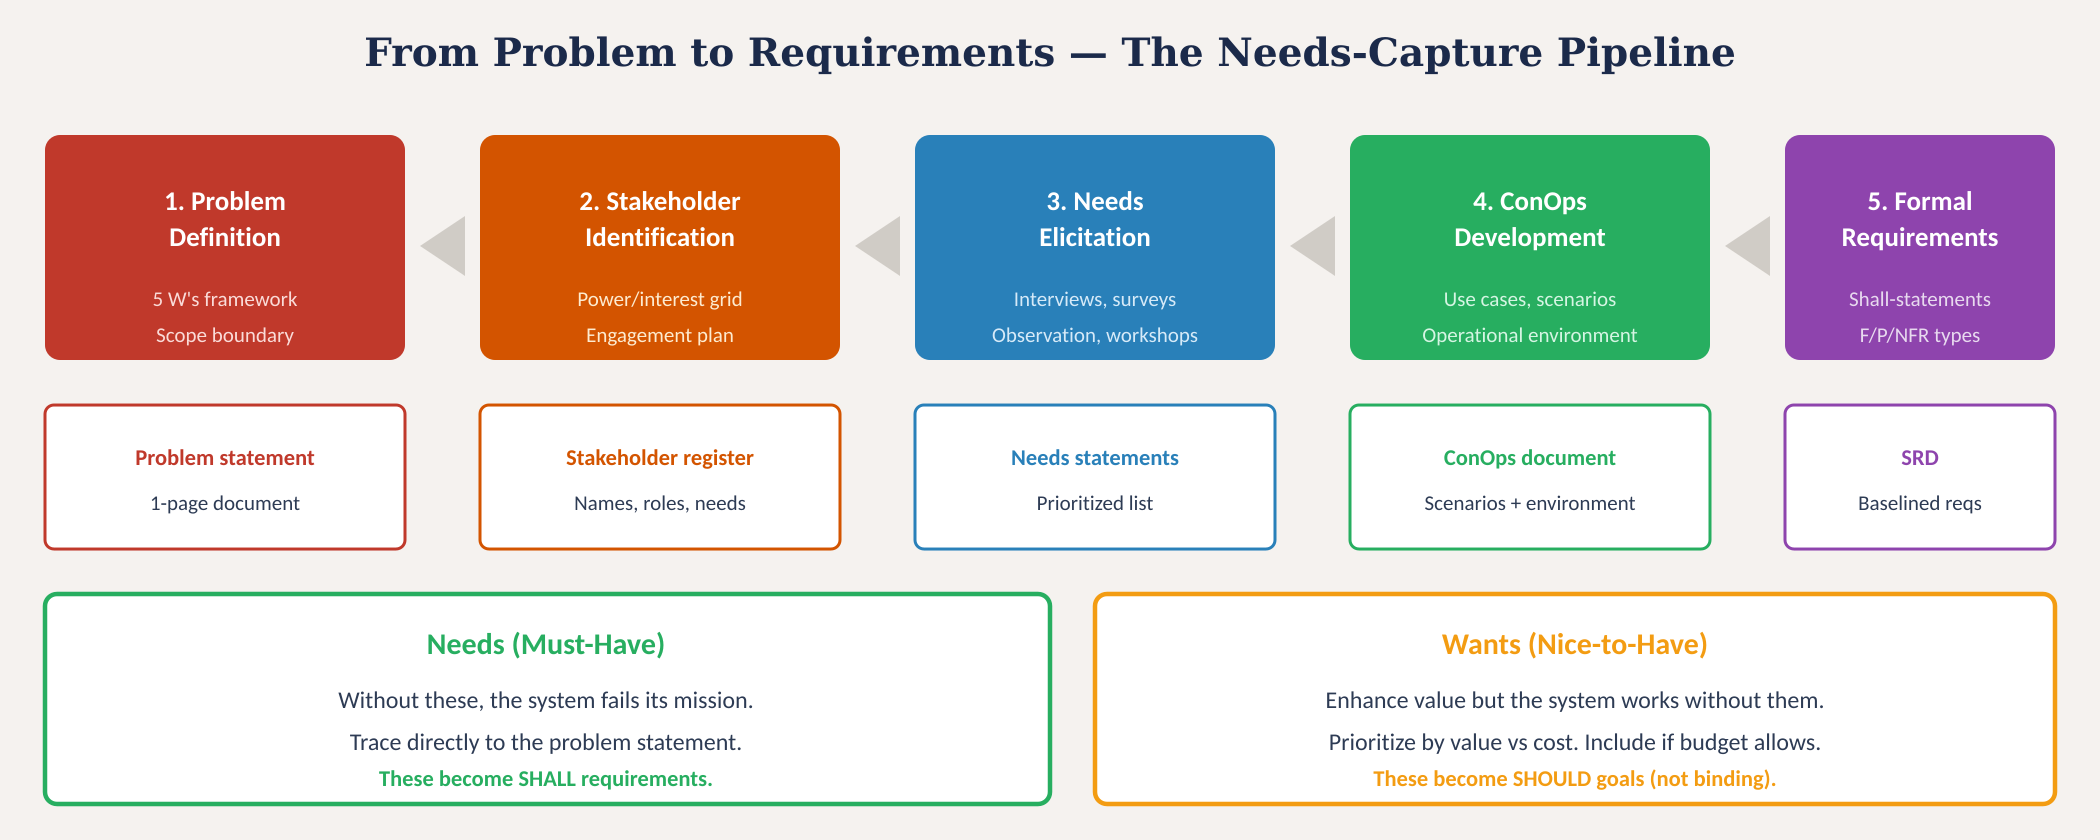 From Problem to Requirements — The Needs-Capture Pipeline
1. Problem
Definition
5 W's framework
Scope boundary
2. Stakeholder
Identification
Power/interest grid
Engagement plan
3. Needs
Elicitation
Interviews, surveys
Observation, workshops
4. ConOps
Development
Use cases, scenarios
Operational environment
5. Formal
Requirements
Shall-statements
F/P/NFR types
Problem statement
1-page document
Stakeholder register
Names, roles, needs
Needs statements
Prioritized list
ConOps document
Scenarios + environment
SRD
Baselined reqs
Needs (Must-Have)
Without these, the system fails its mission.
Trace directly to the problem statement.
These become SHALL requirements.
Wants (Nice-to-Have)
Enhance value but the system works without them.
Prioritize by value vs cost. Include if budget allows.
These become SHOULD goals (not binding).